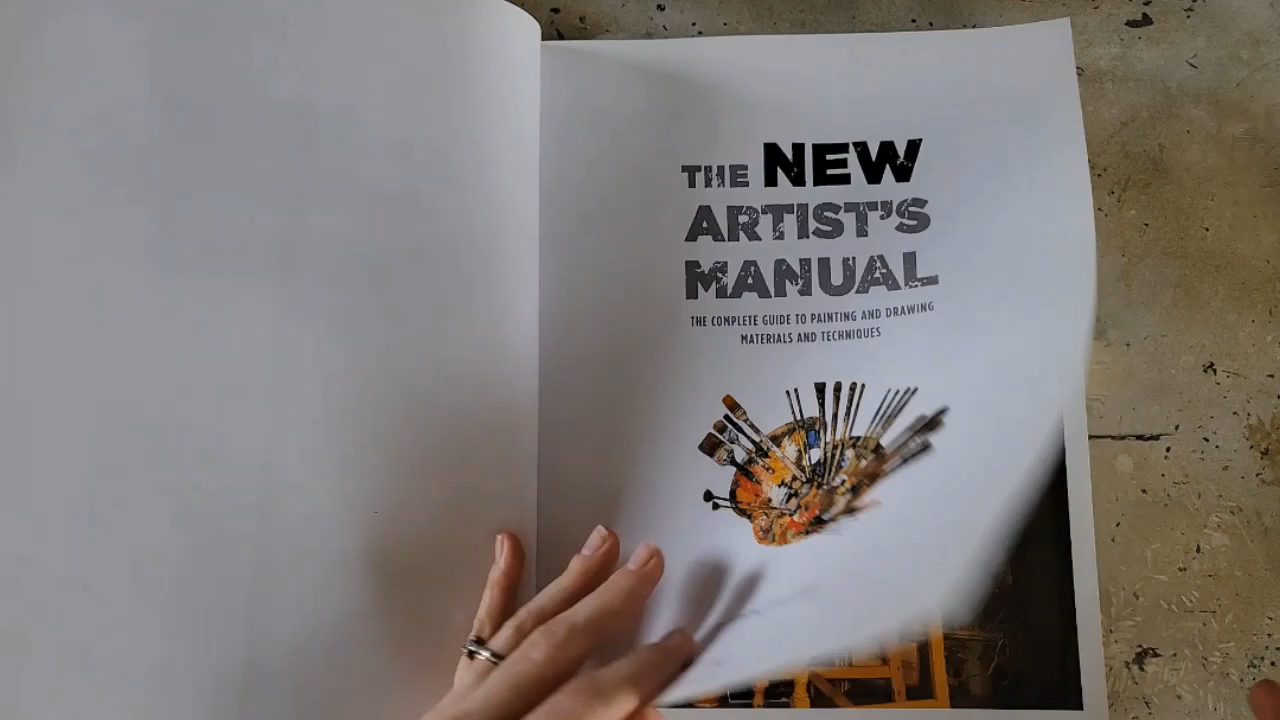 THE NEW
ARTIST'S
MANUAL
THE COMPLETE GUIDE TO PAINTING AND DRAWING
MATERIALS AND TECHNIQUES